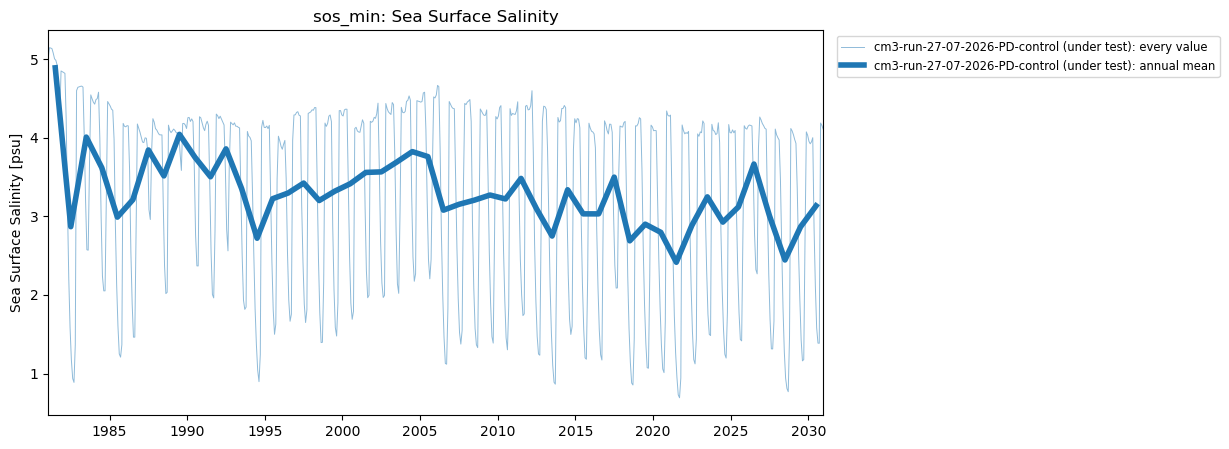 sos_min: Sea Surface Salinity
cm3-run-27-07-2026-PD-control (under test): every value
cm3-run-27-07-2026-PD-control (under test): annual mean
Sea Surface Salinity [psu]
5
4
3
2
1
1985 1990 1995 2000 2005 2010 2015 2020 2025 2030